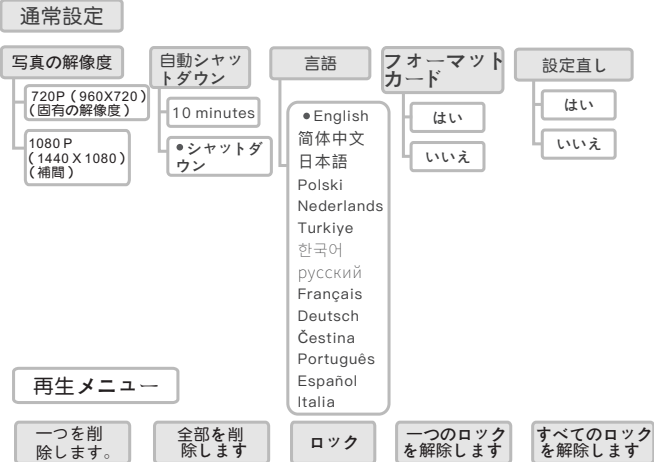 通常設定
写真の解像度
720P（960X720）
（固有の解像度）
1080 P
（1440 X 1080）
（補間）
自動シャッ
トダウン
10 minutes
●シャットダ
ウン
言語
●English
简体中文
日本語
Polski
Nederlands
Turkiye
한국어
русский
Français
Deutsch
Čestina
Português
Español
Italia
フォーマット
カード
はい
いいえ
設定直し
はい
いいえ
再生メニュー
一つを削
除します。
全部を削
除します
ロック
一つのロック
を解除します
すべてのロック
を解除します